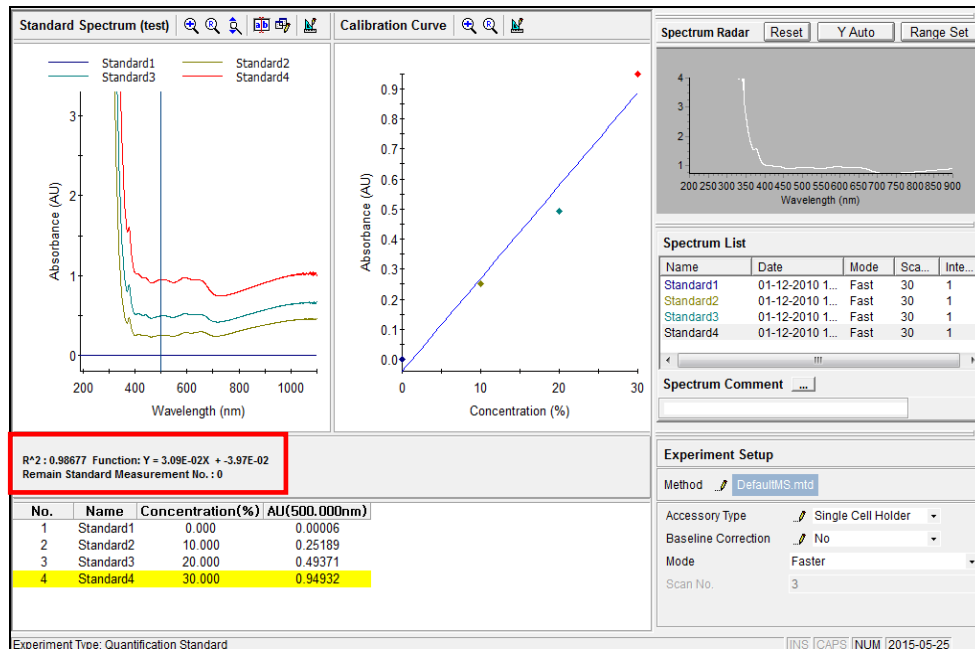 Standard Spectrum (test)
Standard1 Standard2
Standard3 Standard4
3
2
1
0
Absorbance (AU)
200 400 600 800 1000
Wavelength (nm)
Calibration Curve
0.9
0.8
0.7
0.6
0.5
0.4
0.3
0.2
0.1
0.0
Absorbance (AU)
0 10 20 30
Concentration (%)
Spectrum Radar Reset Y Auto Range Set
4
3
2
1
200 250 300 350 400 450 500 550 600 650 700 750 800 850 900
Wavelength (nm)
Spectrum List
Name Date Mode Sca... Inte...
Standard1 01-12-2010 1... Fast 30 1
Standard2 01-12-2010 1... Fast 30 1
Standard3 01-12-2010 1... Fast 30 1
Standard4 01-12-2010 1... Fast 30 1
Spectrum Comment ...
R^2 : 0.98677 Function: Y = 3.09E-02X + -3.97E-02
Remain Standard Measurement No. : 0
No. Name Concentration(%) AU(500.000nm)
1 Standard1 0.000 0.00006
2 Standard2 10.000 0.25189
3 Standard3 20.000 0.49371
4 Standard4 30.000 0.94932
Experiment Setup
Method DefaultMS.mtd
Accessory Type Single Cell Holder
Baseline Correction No
Mode Faster
Scan No. 3
Experiment Type: Quantification Standard INS CAPS NUM 2015-05-25